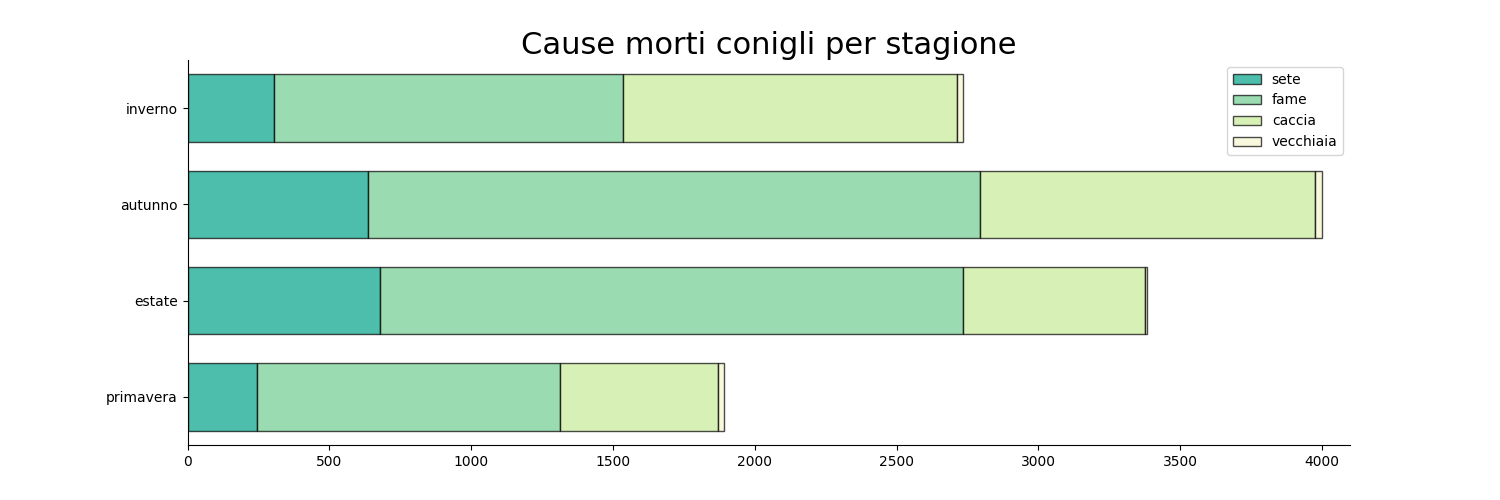 Cause morti conigli per stagione
sete
fame
caccia
vecchiaia
inverno
autunno
estate
primavera
0 500 1000 1500 2000 2500 3000 3500 4000